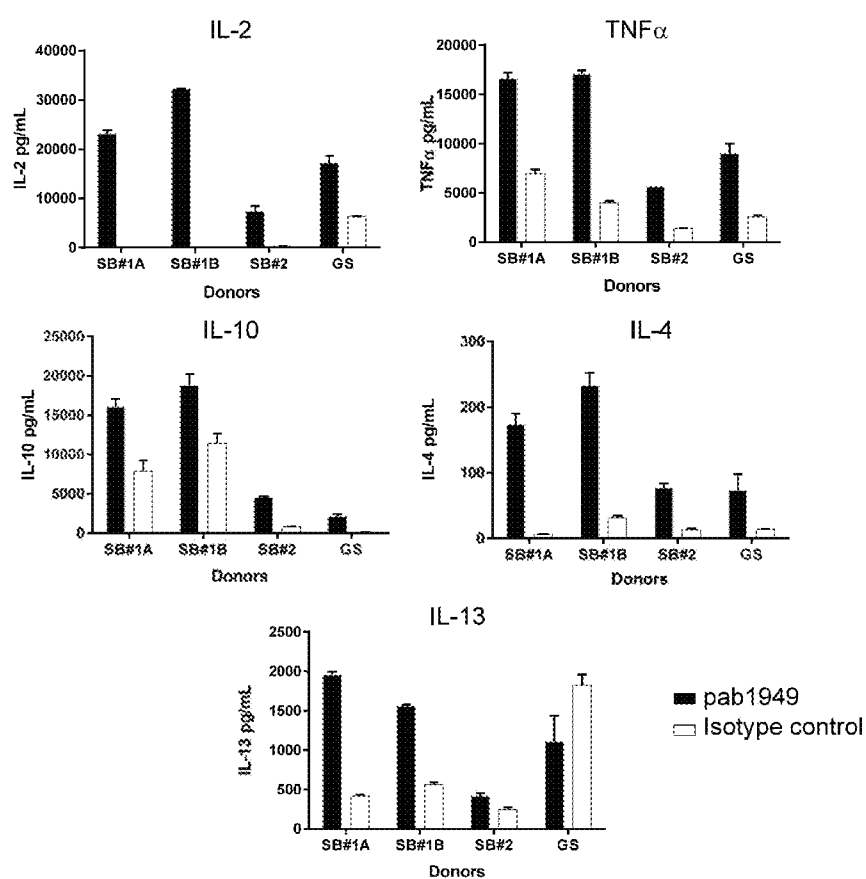 IL-2
40000
30000
20000
10000
0
IL-2 pg/mL
SB#1A SB#1B SB#2 GS
Donors
TNFα
20000
15000
10000
5000
0
TNFα pg/mL
SB#1A SB#1B SB#2 GS
Donors
IL-10
25000
20000
15000
10000
5000
0
IL-10 pg/mL
SB#1A SB#1B SB#2 GS
Donors
IL-4
300
200
100
0
IL-4 pg/mL
SB#1A SB#1B SB#2 GS
Donors
IL-13
2500
2000
1500
1000
500
0
IL-13 pg/mL
SB#1A SB#1B SB#2 GS
Donors
pab1949
Isotype control